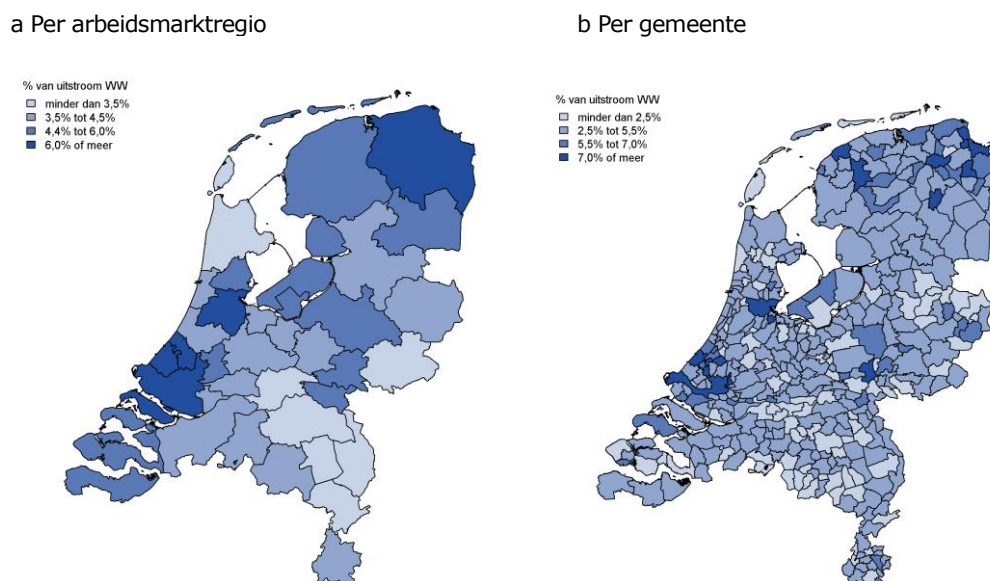 a Per arbeidsmarktregio
% van uitstroom WW
minder dan 3,5%
3,5% tot 4,5%
4,4% tot 6,0%
6,0% of meer
b Per gemeente
% van uitstroom WW
minder dan 2,5%
2,5% tot 5,5%
5,5% tot 7,0%
7,0% of meer